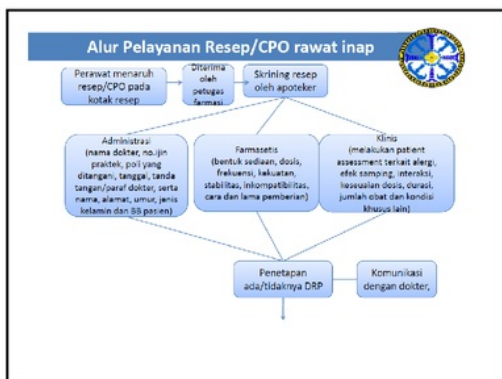 Alur Pelayanan Resep/CPO rawat inap
Perawat menaruh
resep/CPO pada
kotak resep
Diterima
oleh
petugas
farmasi
Skrining resep
oleh apoteker
Administrasi
(nama dokter, no.ijin
praktek, poli yang
ditangani, tanggal, tanda
tangan/paraf dokter, serta
nama, alamat, umur, jenis
kelamin dan BB pasien)
Farmasetis
(bentuk sediaan, dosis,
frekuensi, kekuatan,
stabilitas, inkompatibilitas,
cara dan lama pemberian)
Klinis
(melakukan patient
assessment terkait alergi,
efek samping, interaksi,
kesesuaian dosis, durasi,
jumlah obat dan kondisi
khusus lain)
Penetapan
ada/tidaknya DRP
Komunikasi
dengan dokter,